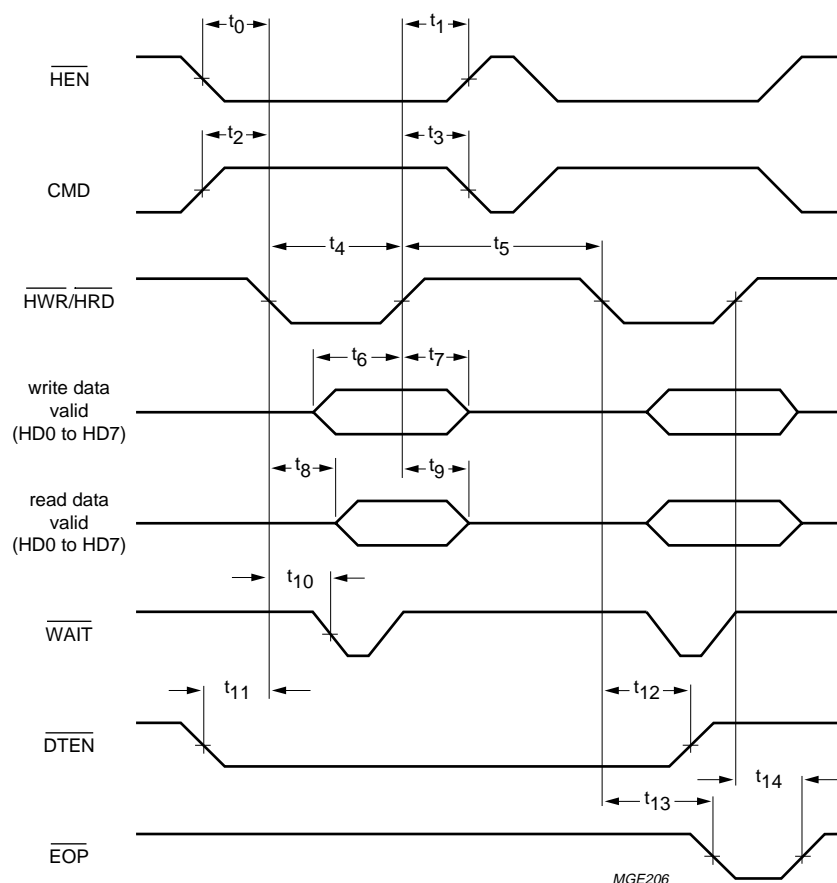 t0 t1
HEN
t2 t3
CMD
t4 t5
HWR/HRD
t6 t7
write data
valid
(HD0 to HD7)
t8 t9
read data
valid
(HD0 to HD7)
t10
WAIT
t11 t12
DTEN
t13 t14
EOP
MGE206